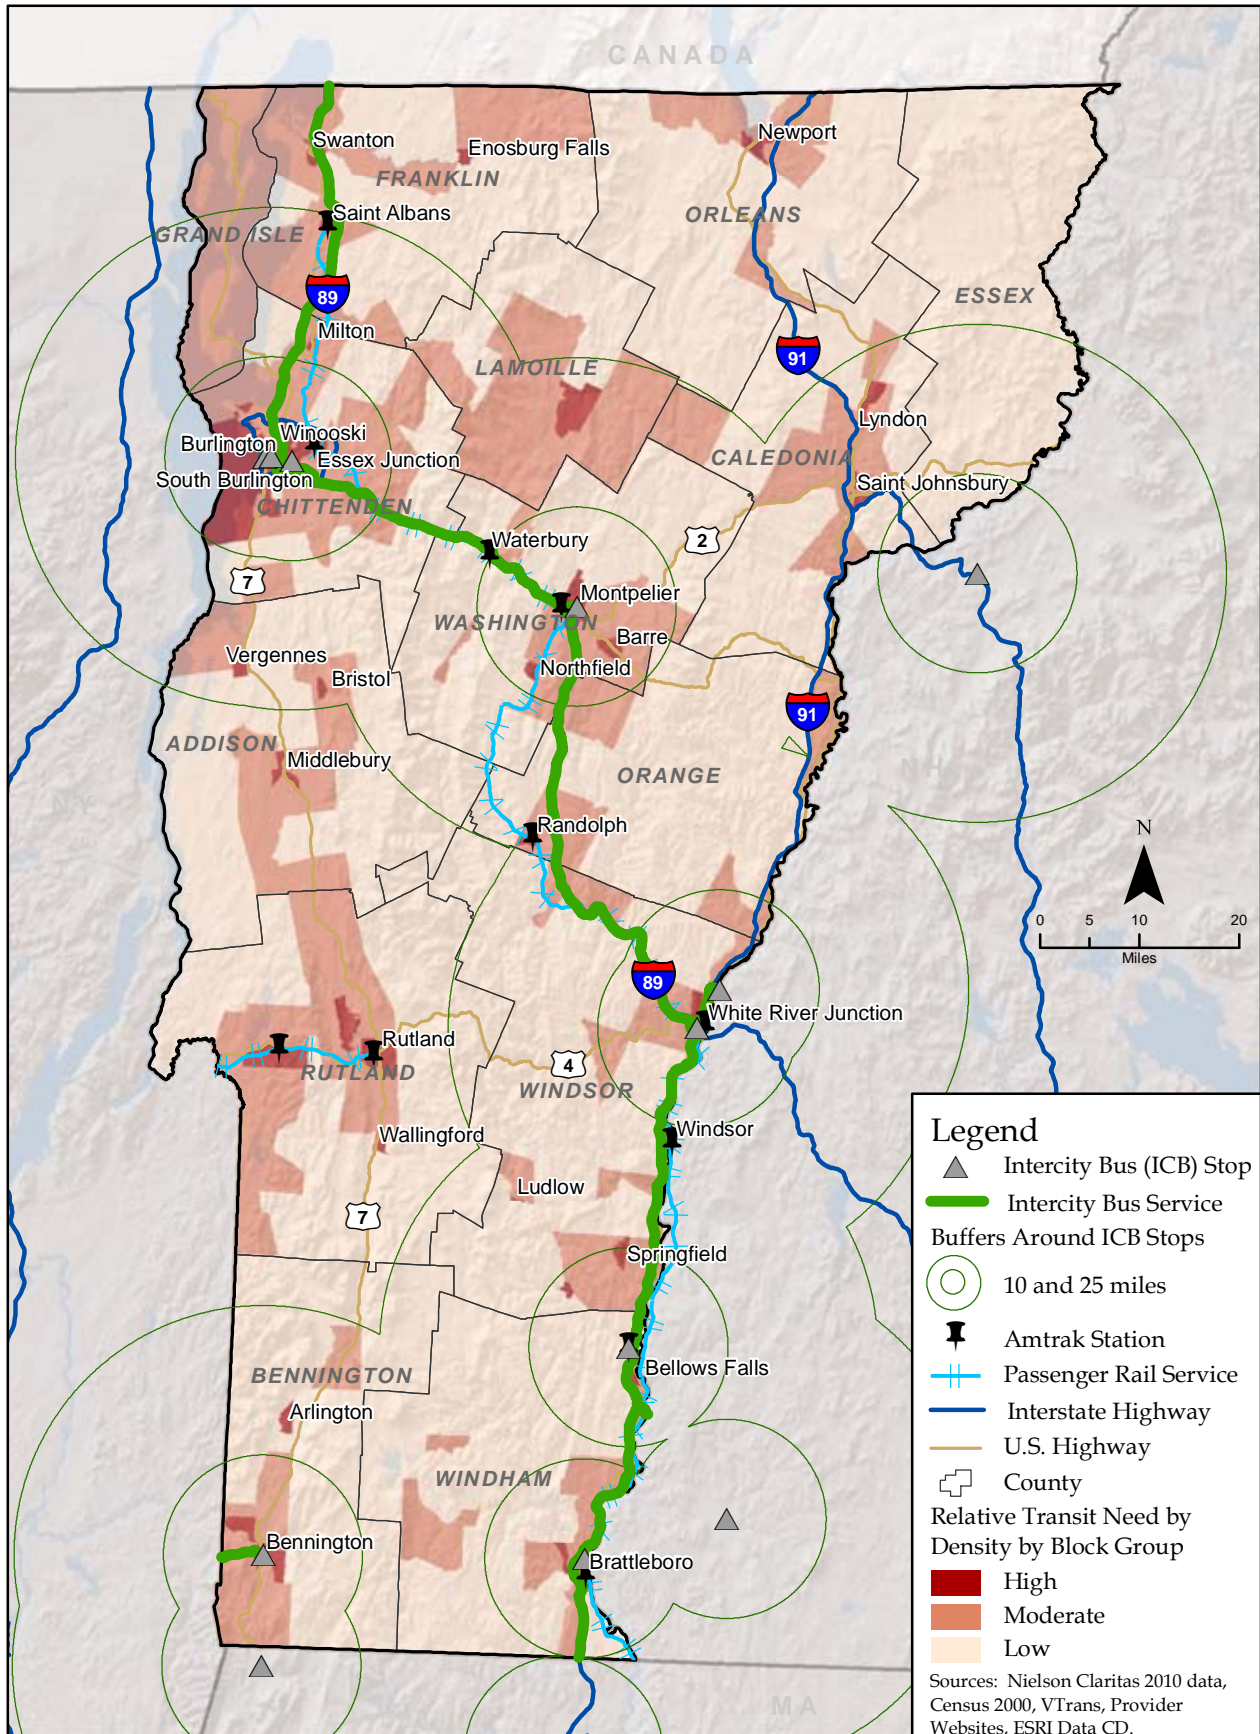 CANADA
Swanton
Enosburg Falls
Newport
FRANKLIN
Saint Albans
ORLEANS
GRAND ISLE
89
ESSEX
Milton
91
LAMOILLE
Lyndon
Winooski
Burlington
Essex Junction
CALEDONIA
South Burlington
Saint Johnsbury
CHITTENDEN
Waterbury
2
7
Montpelier
WASHINGTON
Barre
Vergennes
Northfield
Bristol
91
ADDISON
Middlebury
ORANGE
NH
NY
Randolph
N
0 5 10 20
Miles
89
White River Junction
Rutland
4
RUTLAND
WINDSOR
Windsor
Wallingford
Ludlow
7
Springfield
Bellows Falls
BENNINGTON
Arlington
WINDHAM
Bennington
Brattleboro
MA
Legend
Intercity Bus (ICB) Stop
Intercity Bus Service
Buffers Around ICB Stops
10 and 25 miles
Amtrak Station
Passenger Rail Service
Interstate Highway
U.S. Highway
County
Relative Transit Need by
Density by Block Group
High
Moderate
Low
Sources: Nielson Claritas 2010 data,
Census 2000, VTrans, Provider
Websites, ESRI Data CD.